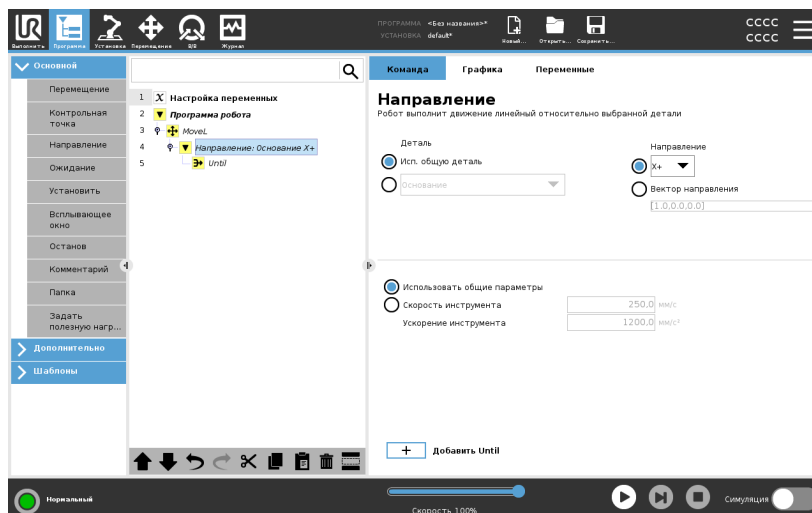 ПРОГРАММА <Без названия>*
УСТАНОВКА default*
Выполнить Программа Установка Перемещение В/В Журнал
Новый... Открыть... Сохранить...
CCCC
CCCC
Основной
Перемещение
Контрольная
точка
Направление
Ожидание
Установить
Всплывающее
окно
Останов
Комментарий
Папка
Задать
полезную нагр...
Дополнительно
Шаблоны
1 X Настройка переменных
2 Программа робота
3 MoveL
4 Направление: Основание X+
5 Until
Команда Графика Переменные
Направление
Робот выполнит движение линейный относительно выбранной детали
Деталь
Исп. общую деталь
Основание
Направление
X+
Вектор направления
[1.0,0.0,0.0]
Использовать общие параметры
Скорость инструмента 250,0 мм/с
Ускорение инструмента 1200,0 мм/с²
Добавить Until
Нормальный
Скорость 100%
Симуляция